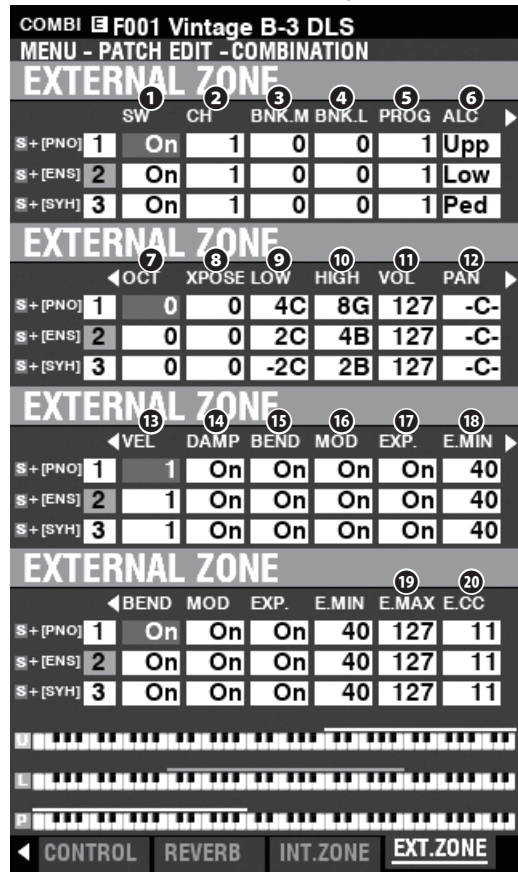 COMBI E F001 Vintage B-3 DLS
MENU - PATCH EDIT -COMBINATION
EXTERNAL ZONE
1 2 3 4 5 6
SW CH BNK.M BNK.L PROG ALC
S+[PNO] 1 On 1 0 0 1 Upp
S+[ENS] 2 On 1 0 0 1 Low
S+[SYH] 3 On 1 0 0 1 Ped
EXTERNAL ZONE
7 8 9 10 11 12
OCT XPOSE LOW HIGH VOL PAN
S+[PNO] 1 0 0 4C 8G 127 -C-
S+[ENS] 2 0 0 2C 4B 127 -C-
S+[SYH] 3 0 0 -2C 2B 127 -C-
EXTERNAL ZONE
13 14 15 16 17 18
VEL DAMP BEND MOD EXP. E.MIN
S+[PNO] 1 1 On On On On 40
S+[ENS] 2 1 On On On On 40
S+[SYH] 3 1 On On On On 40
EXTERNAL ZONE
19 20
BEND MOD EXP. E.MIN E.MAX E.CC
S+[PNO] 1 On On On 40 127 11
S+[ENS] 2 On On On 40 127 11
S+[SYH] 3 On On On 40 127 11
U
L
P
CONTROL REVERB INT.ZONE EXT.ZONE